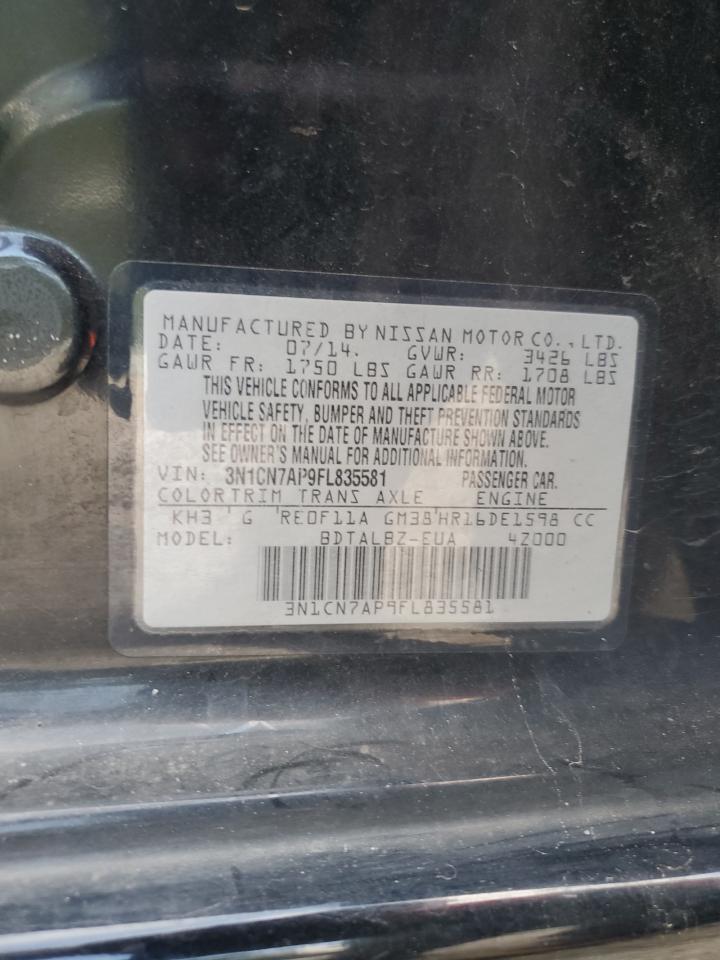 MANUFACTURED BY NISSAN MOTOR CO., LTD.
DATE: 07/14. GVWR: 3426 LBS
GAWR FR: 1750 LBS GAWR RR: 1708 LBS
THIS VEHICLE CONFORMS TO ALL APPLICABLE FEDERAL MOTOR
VEHICLE SAFETY, BUMPER AND THEFT PREVENTION STANDARDS
IN EFFECT ON THE DATE OF MANUFACTURE SHOWN ABOVE.
SEE OWNER'S MANUAL FOR ADDITIONAL INFORMATION.
VIN: 3N1CN7AP9FL835581 PASSENGER CAR.
COLOR TRIM TRANS AXLE ENGINE
KH3 G RE0F11A GM38 HR16DE1598 CC
MODEL: BDTALBZ-EUA 4Z000
3N1CN7AP9FL835581